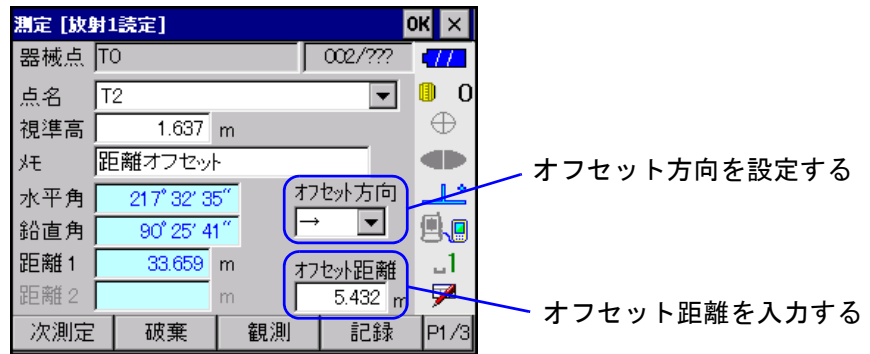 測定 [放射1読定] OK ×
器械点 T0 002/???
点名 T2 0
視準高 1.637 m
メモ 距離オフセット
オフセット方向を設定する
水平角 217ﾟ 32′ 35″ オフセット方向
鉛直角 90ﾟ 25′ 41″ →
距離1 33.659 m オフセット距離 1
距離2 m 5.432 m
オフセット距離を入力する
次測定 破棄 観測 記録 P1/3